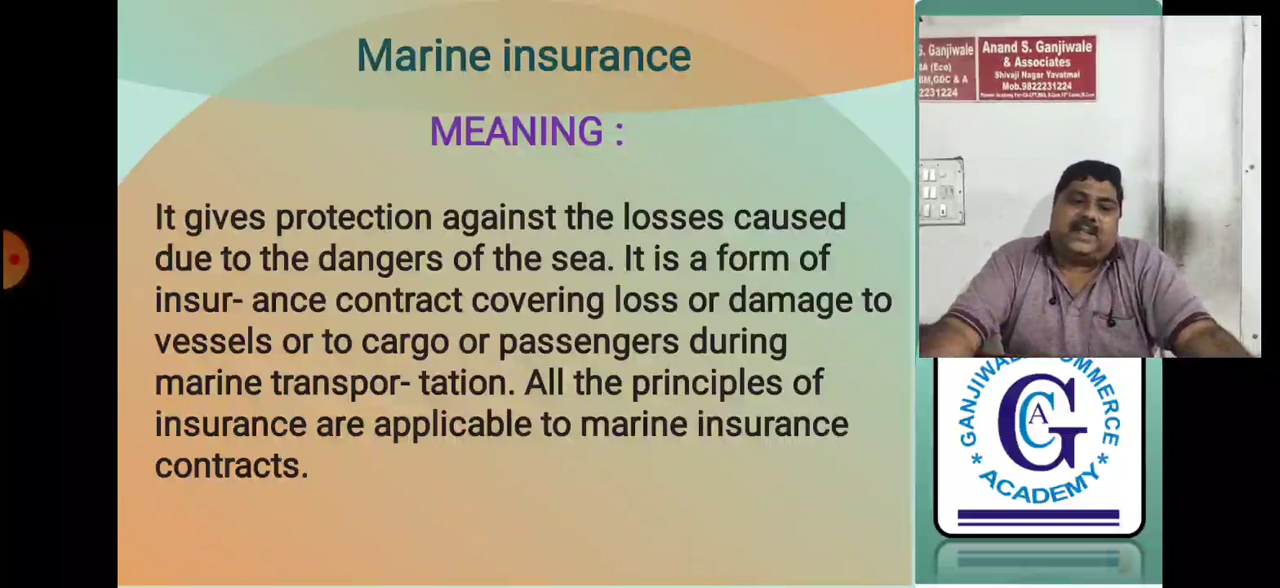 Marine insurance
MEANING :
It gives protection against the losses caused
due to the dangers of the sea. It is a form of
insur- ance contract covering loss or damage to
vessels or to cargo or passengers during
marine transpor- tation. All the principles of
insurance are applicable to marine insurance
contracts.
S. Ganjiwale
(Eco)
BM,GDC & A
2231224
Anand S. Ganjiwale
& Associates
Shivaji Nagar Yavatmal
Mob.9822231224
COMMERCE
ACADEMY